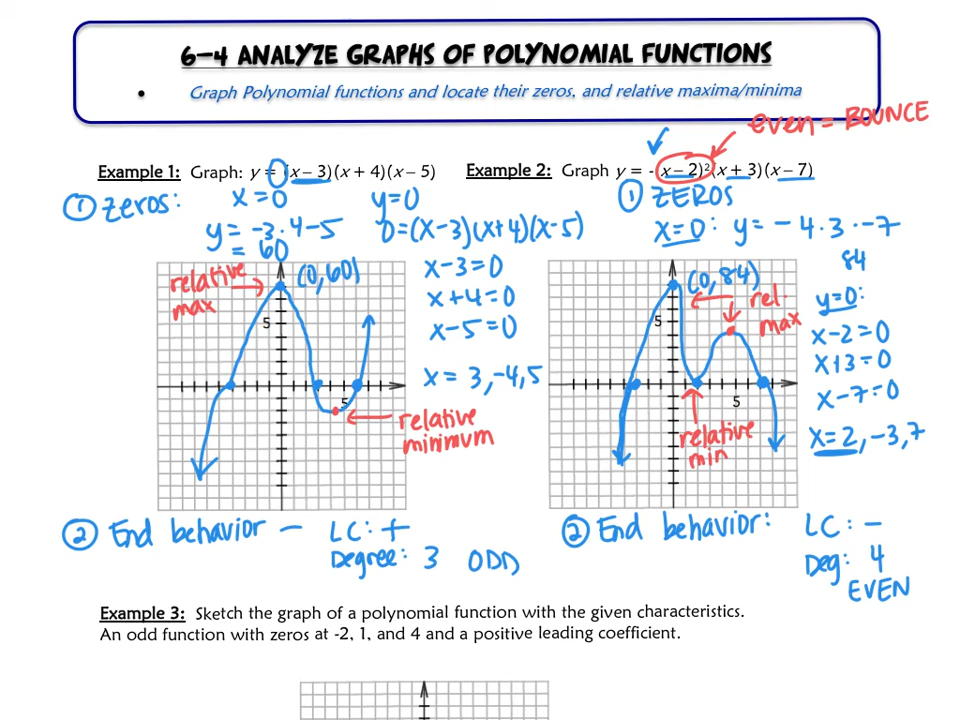 6-4 ANALYZE GRAPHS OF POLYNOMIAL FUNCTIONS
• Graph Polynomial functions and locate their zeros, and relative maxima/minima
even = BOUNCE
Example 1: Graph: y = (x – 3)(x + 4)(x – 5)
0
① zeros:
x = 0
y = -3·4-5
= 60
y=0
0=(x-3)(x+4)(x-5)
x-3=0
x+4=0
x-5=0
x = 3,-4,5
relative max
(0,60)
5
5
relative
minimum
② End behavior – LC: +
Degree: 3 ODD
Example 2: Graph y = -(x – 2)²(x + 3)(x – 7)
① ZEROS
x=0: y= -4·3·-7
84
y=0:
x-2=0
x+3=0
x-7=0
x=2,-3,7
(0,84)
rel.
max
5
5
relative
min
② End behavior: LC: –
Deg: 4
EVEN
Example 3: Sketch the graph of a polynomial function with the given characteristics.
An odd function with zeros at -2, 1, and 4 and a positive leading coefficient.